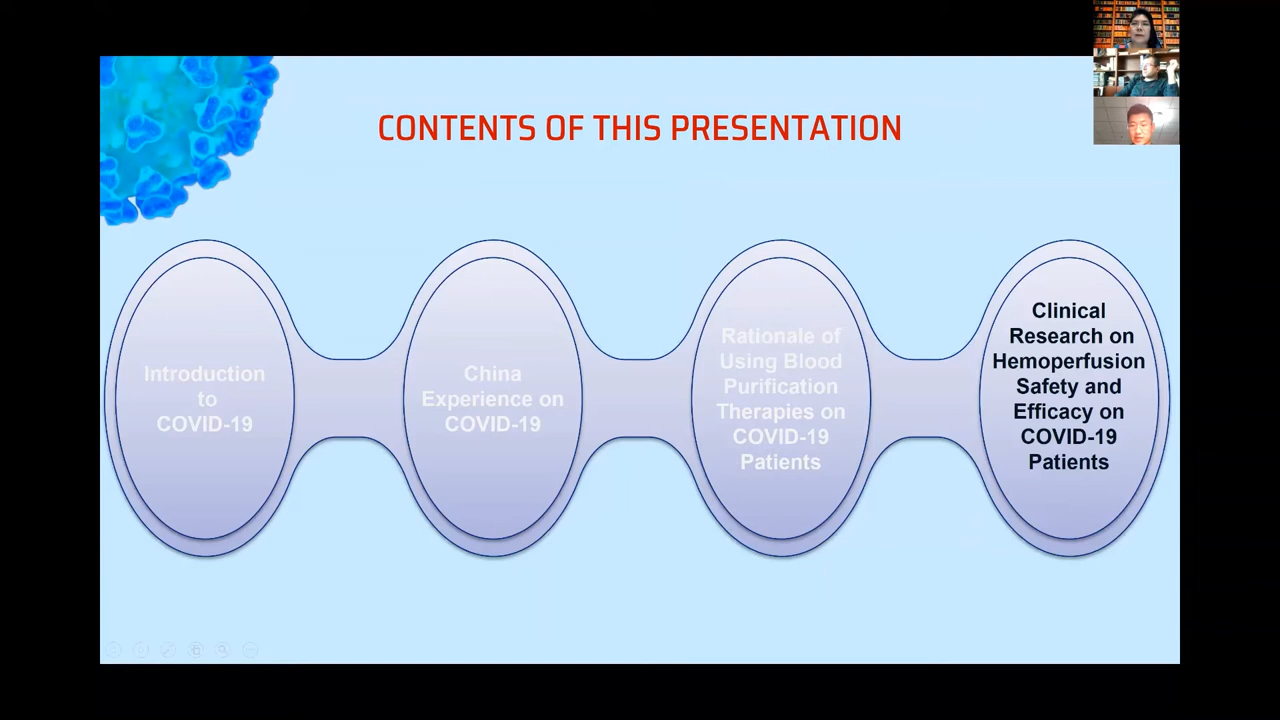 CONTENTS OF THIS PRESENTATION
Introduction
to
COVID-19
China
Experience on
COVID-19
Rationale of
Using Blood
Purification
Therapies on
COVID-19
Patients
Clinical
Research on
Hemoperfusion
Safety and
Efficacy on
COVID-19
Patients